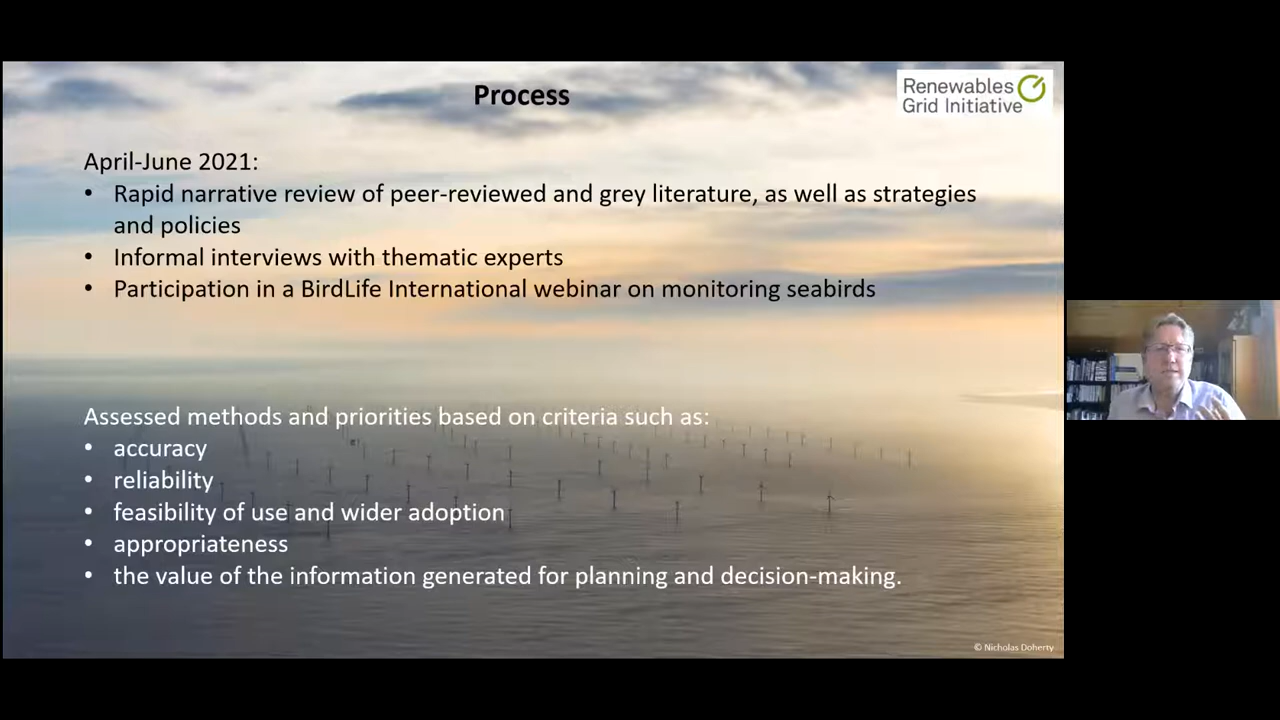 Process
Renewables
Grid Initiative
April-June 2021:
• Rapid narrative review of peer-reviewed and grey literature, as well as strategies
and policies
• Informal interviews with thematic experts
• Participation in a BirdLife International webinar on monitoring seabirds
Assessed methods and priorities based on criteria such as:
• accuracy
• reliability
• feasibility of use and wider adoption
• appropriateness
• the value of the information generated for planning and decision-making.
© Nicholas Doherty